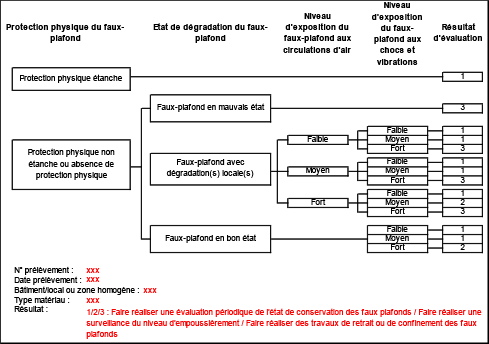 Protection physique du faux-plafond
Etat de dégradation du faux-plafond
Niveau d'exposition du faux-plafond aux circulations d'air
Niveau d'exposition du faux-plafond aux chocs et vibrations
Résultat d'évaluation
Protection physique étanche
1
Faux-plafond en mauvais état
3
Protection physique non
étanche ou absence de
protection physique
Faux-plafond avec
dégradation(s) locale(s)
Faible
Faible 1
Moyen 1
Fort 3
Moyen
Faible 1
Moyen 1
Fort 3
Fort
Faible 1
Moyen 2
Fort 3
Faux-plafond en bon état
Faible 1
Moyen 1
Fort 2
N° prélèvement : xxx
Date prélèvement : xxx
Bâtiment/local ou zone homogène : xxx
Type matériau : xxx
Résultat :
1/2/3 : Faire réaliser une évaluation périodique de l'état de conservation des faux plafonds / Faire réaliser une
surveillance du niveau d'empoussièrement / Faire réaliser des travaux de retrait ou de confinement des faux
plafonds